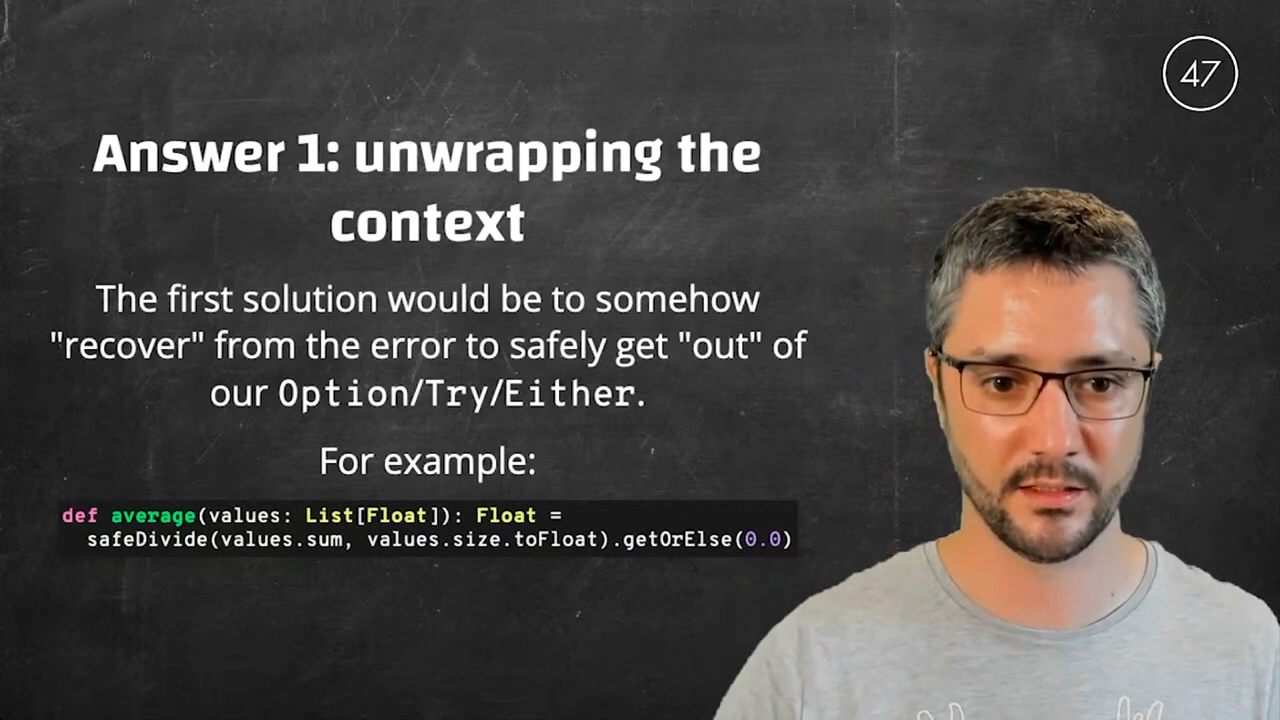 47
Answer 1: unwrapping the
context
The first solution would be to somehow
"recover" from the error to safely get "out" of
our Option/Try/Either.
For example:
def average(values: List[Float]): Float =
  safeDivide(values.sum, values.size.toFloat).getOrElse(0.0)